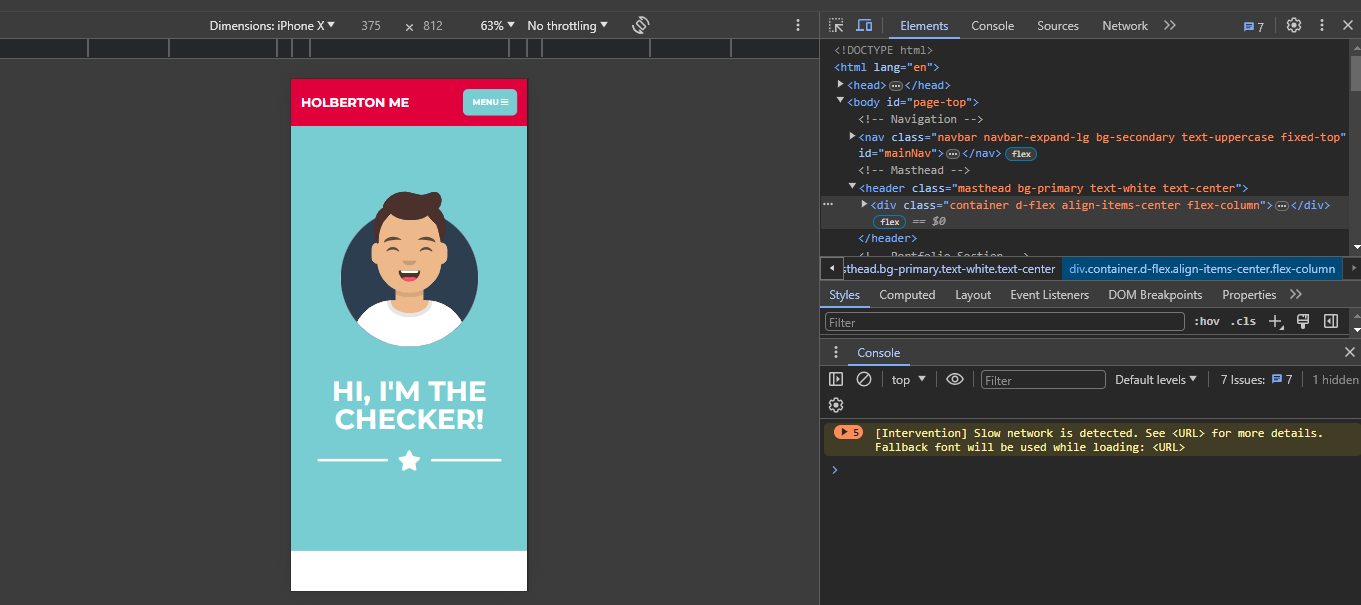 Dimensions: iPhone X 375 × 812 63% No throttling
HOLBERTON ME
MENU
HI, I'M THE
CHECKER!
Elements Console Sources Network 7
<!DOCTYPE html>
<html lang="en">
<head> </head>
<body id="page-top">
<!-- Navigation -->
<nav class="navbar navbar-expand-lg bg-secondary text-uppercase fixed-top"
id="mainNav"> </nav> flex
<!-- Masthead -->
<header class="masthead bg-primary text-white text-center">
<div class="container d-flex align-items-center flex-column"> </div>
flex == $0
</header>
<!-- Portfolio Section -->
sthead.bg-primary.text-white.text-center div.container.d-flex.align-items-center.flex-column
Styles Computed Layout Event Listeners DOM Breakpoints Properties
Filter :hov .cls
Console
top Filter Default levels 7 Issues: 7 1 hidden
5 [Intervention] Slow network is detected. See <URL> for more details.
Fallback font will be used while loading: <URL>